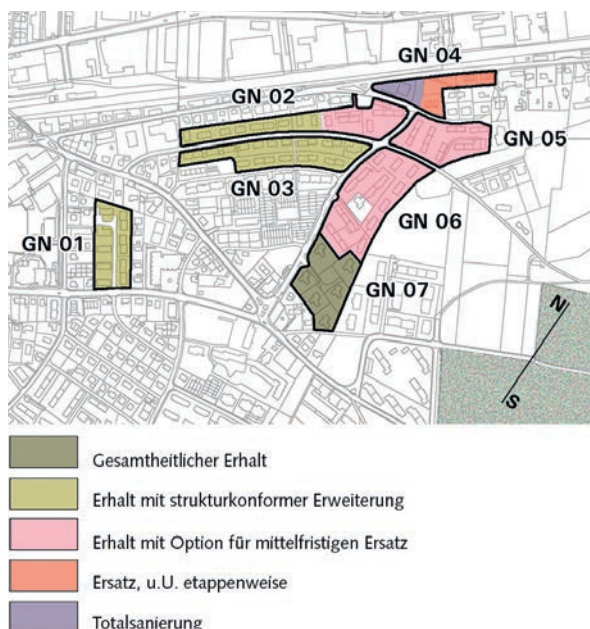 GN 04
GN 02
GN 05
GN 03
GN 06
GN 01
GN 07
N
S
Gesamtheitlicher Erhalt
Erhalt mit strukturkonformer Erweiterung
Erhalt mit Option für mittelfristigen Ersatz
Ersatz, u.U. etappenweise
Totalsanierung